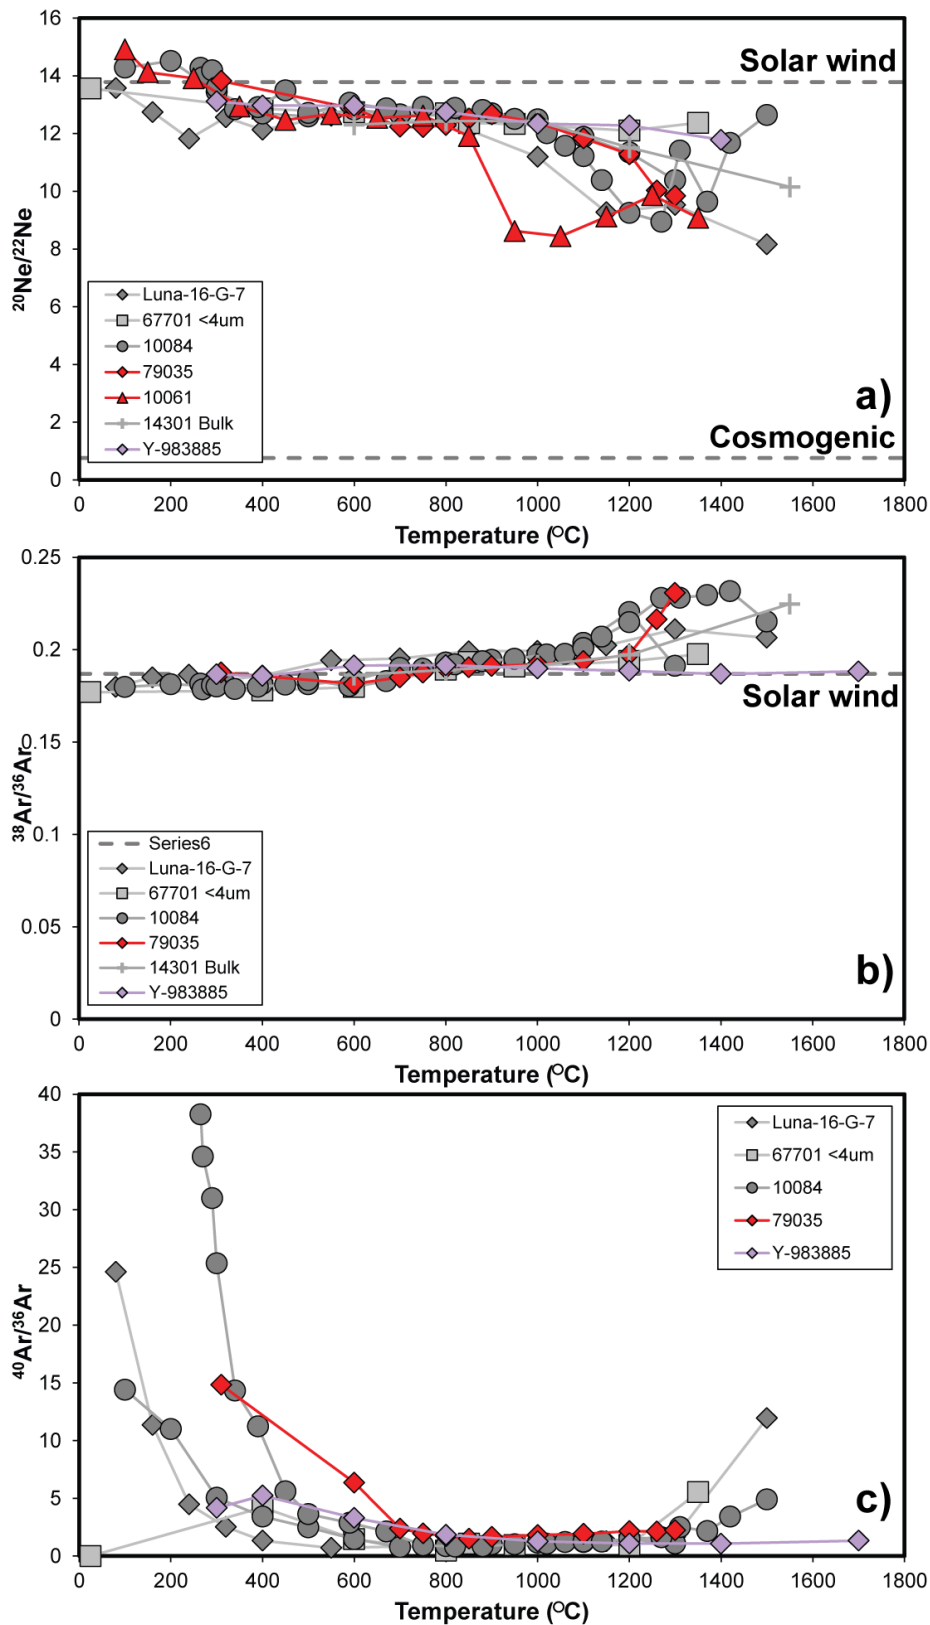 16
14
12
10
8
6
4
2
0
²⁰Ne/²²Ne
Solar wind
Luna-16-G-7
67701 <4um
10084
79035
10061
14301 Bulk
Y-983885
a)
Cosmogenic
0 200 400 600 800 1000 1200 1400 1600 1800
Temperature (ᴼC)
0.25
0.2
0.15
0.1
0.05
0
³⁸Ar/³⁶Ar
Solar wind
Series6
Luna-16-G-7
67701 <4um
10084
79035
14301 Bulk
Y-983885
b)
0 200 400 600 800 1000 1200 1400 1600 1800
Temperature (ᴼC)
40
35
30
25
20
15
10
5
0
⁴⁰Ar/³⁶Ar
Luna-16-G-7
67701 <4um
10084
79035
Y-983885
c)
0 200 400 600 800 1000 1200 1400 1600 1800
Temperature (ᴼC)